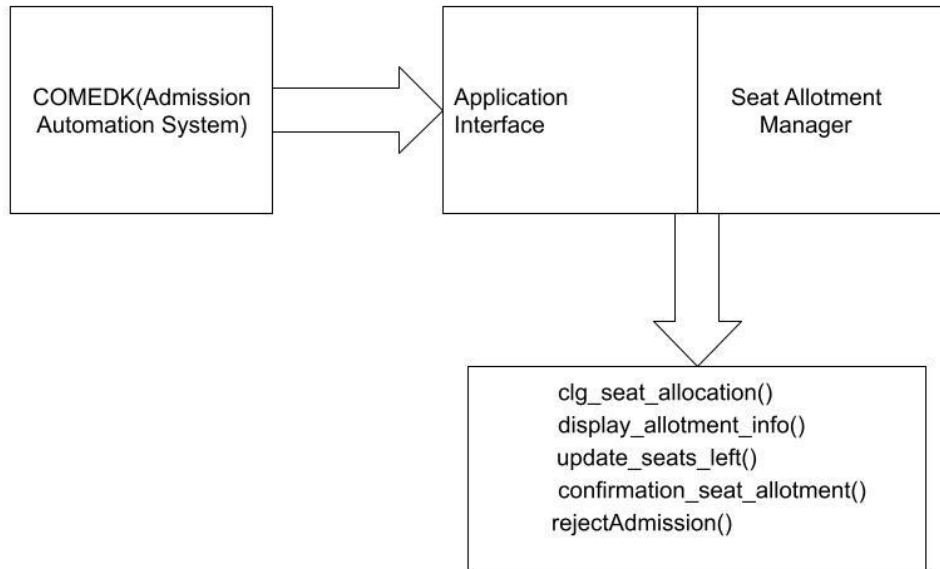 COMEDK(Admission
Automation System)
Application
Interface
Seat Allotment
Manager
clg_seat_allocation()
display_allotment_info()
update_seats_left()
confirmation_seat_allotment()
rejectAdmission()